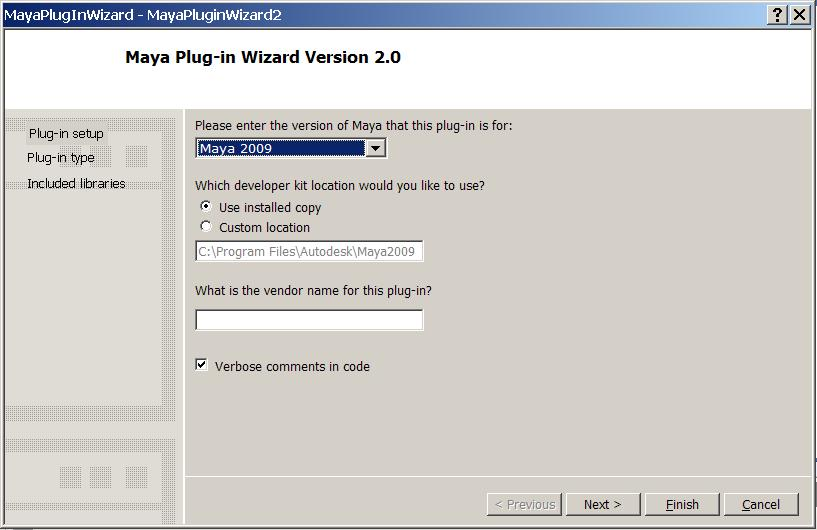 MayaPlugInWizard - MayaPluginWizard2
Maya Plug-in Wizard Version 2.0
Plug-in setup
Plug-in type
Included libraries
Please enter the version of Maya that this plug-in is for:
Maya 2009
Which developer kit location would you like to use?
Use installed copy
Custom location
C:\Program Files\Autodesk\Maya2009
What is the vendor name for this plug-in?
Verbose comments in code
< Previous
Next >
Finish
Cancel